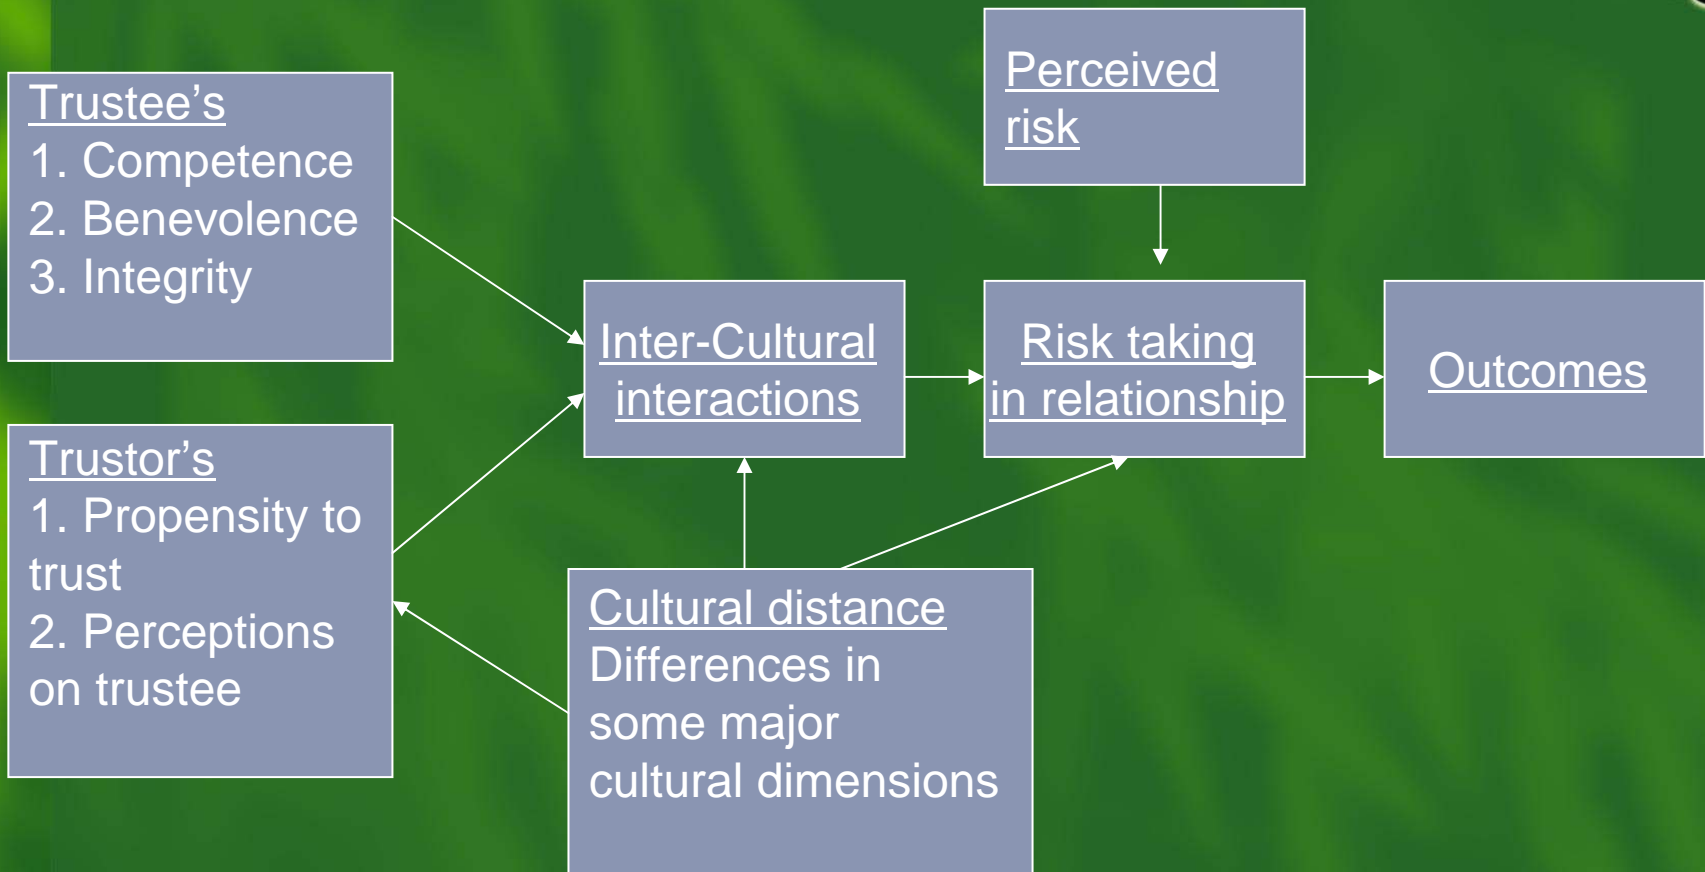 Trustee’s
1. Competence
2. Benevolence
3. Integrity
Trustor’s
1. Propensity to
trust
2. Perceptions
on trustee
Inter-Cultural
interactions
Cultural distance
Differences in
some major
cultural dimensions
Perceived
risk
Risk taking
in relationship
Outcomes